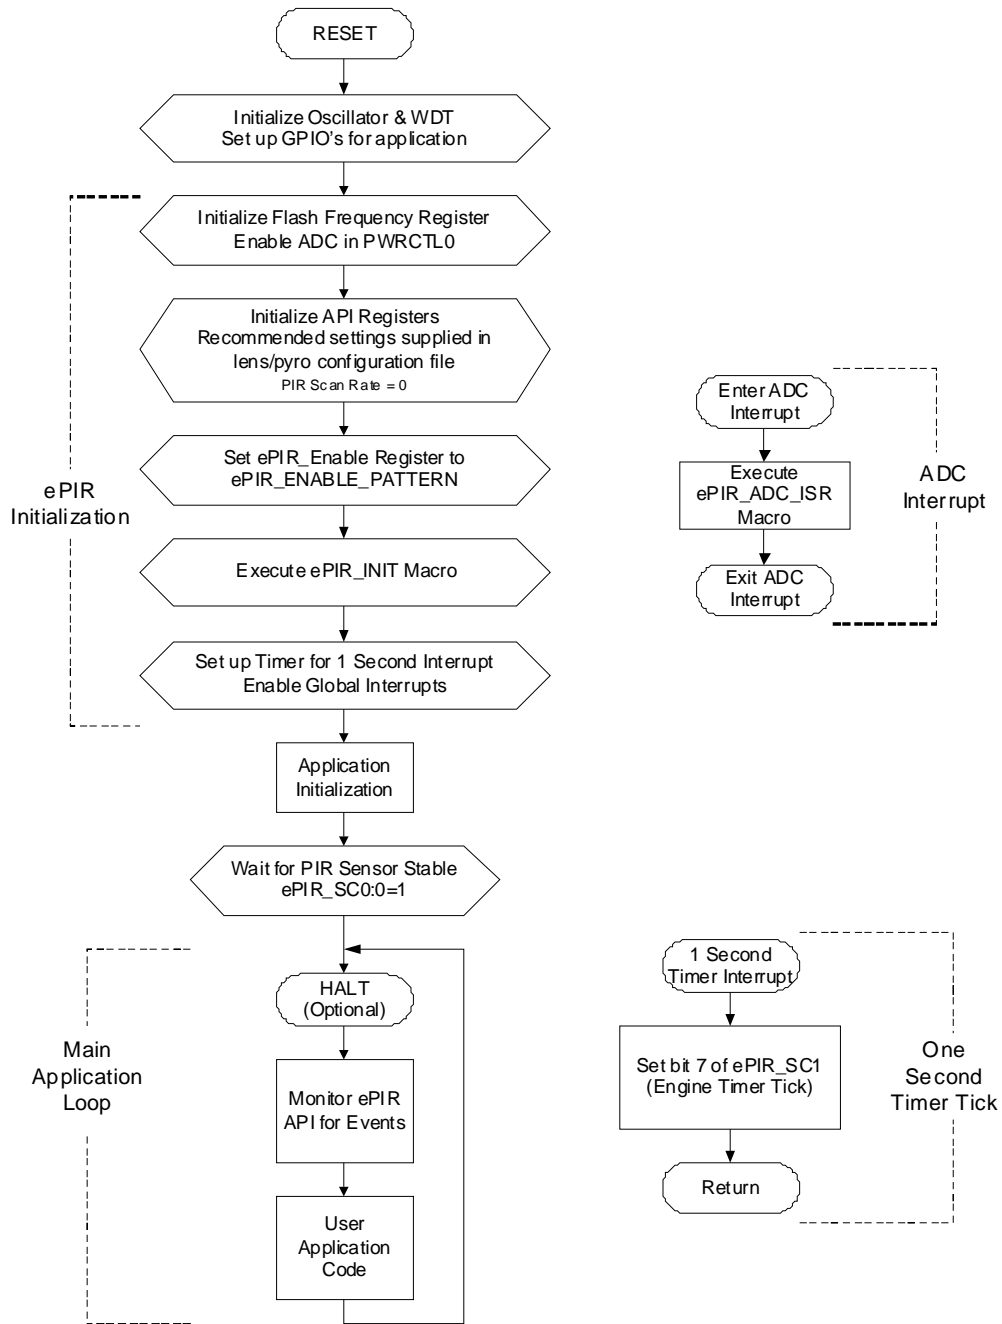 RESET
Initialize Oscillator & WDT
Set up GPIO's for application
Initialize Flash Frequency Register
Enable ADC in PWRCTL0
Initialize API Registers
Recommended settings supplied in
lens/pyro configuration file
PIR Scan Rate = 0
Set ePIR_Enable Register to
ePIR_ENABLE_PATTERN
Execute ePIR_INIT Macro
Set up Timer for 1 Second Interrupt
Enable Global Interrupts
ePIR
Initialization
Application
Initialization
Wait for PIR Sensor Stable
ePIR_SC0:0=1
HALT
(Optional)
Monitor ePIR
API for Events
User
Application
Code
Main
Application
Loop
Enter ADC
Interrupt
Execute
ePIR_ADC_ISR
Macro
Exit ADC
Interrupt
ADC
Interrupt
1 Second
Timer Interrupt
Set bit 7 of ePIR_SC1
(Engine Timer Tick)
Return
One
Second
Timer Tick